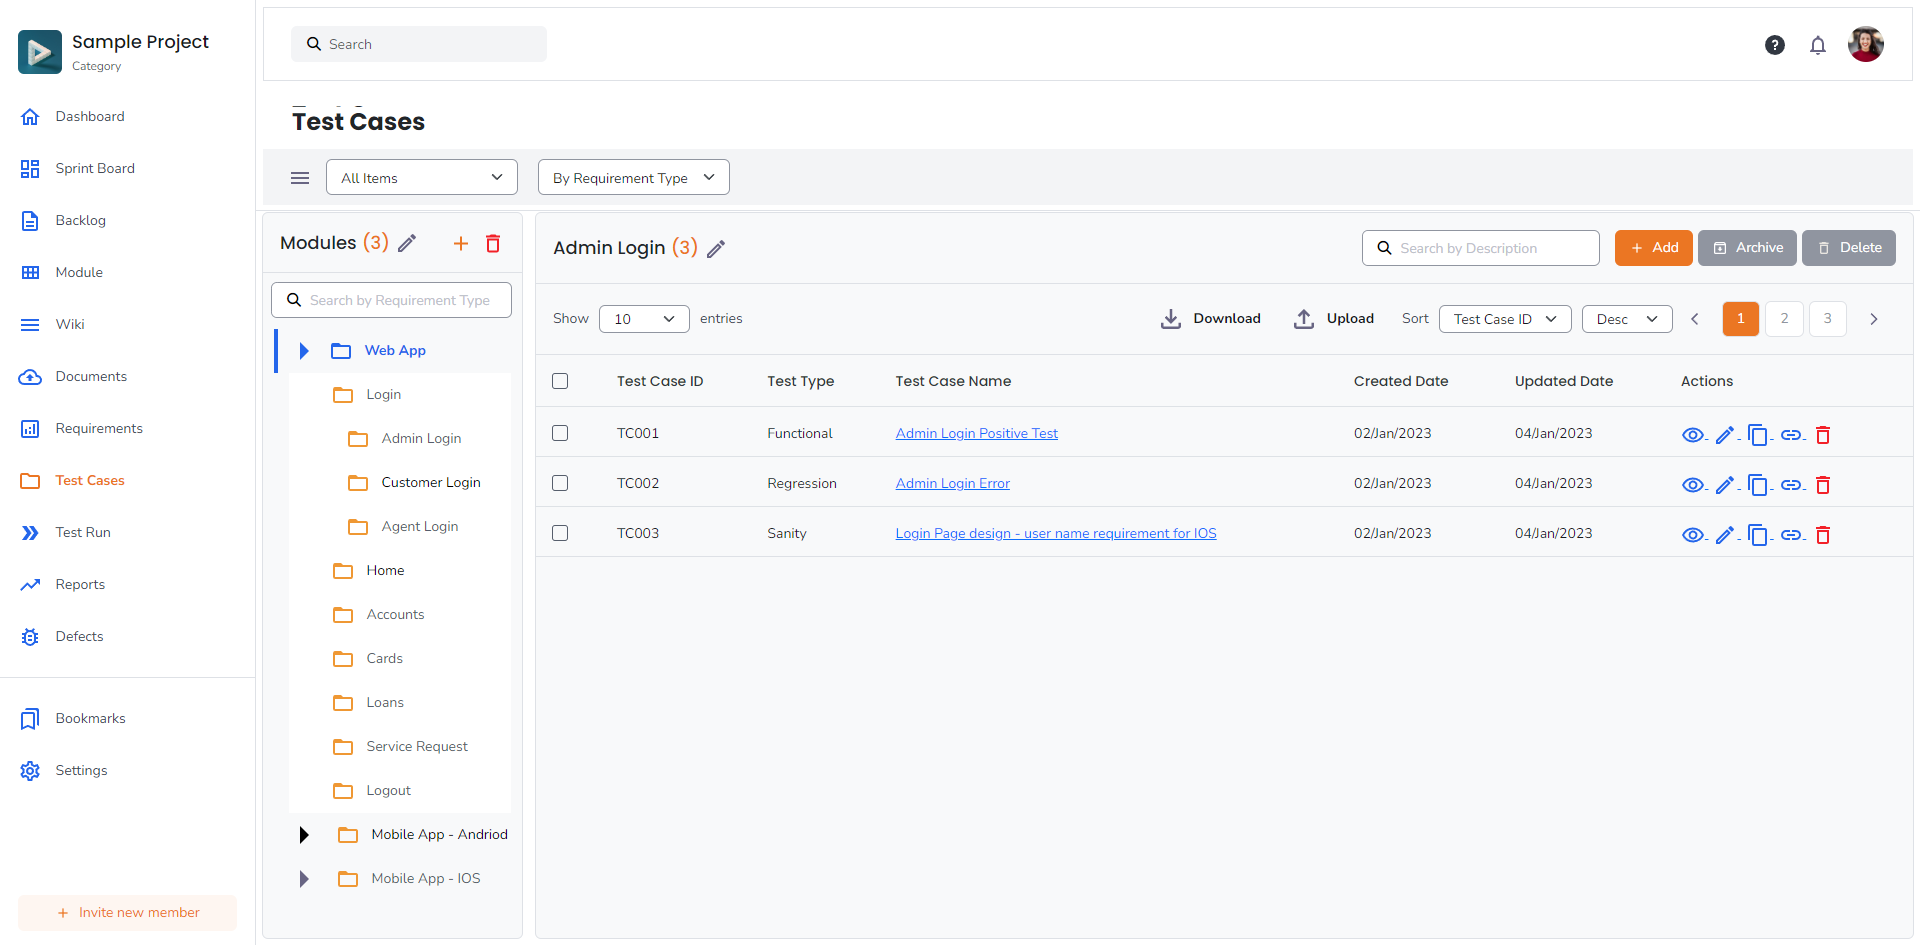 Sample Project
Category
Dashboard
Sprint Board
Backlog
Module
Wiki
Documents
Requirements
Test Cases
Test Run
Reports
Defects
Bookmarks
Settings
+ Invite new member
Search
Test Cases
All Items
By Requirement Type
Modules (3)
Search by Requirement Type
Web App
Login
Admin Login
Customer Login
Agent Login
Home
Accounts
Cards
Loans
Service Request
Logout
Mobile App - Andriod
Mobile App - IOS
Admin Login (3)
Search by Description
+ Add
Archive
Delete
Show 10 entries
Download
Upload
Sort Test Case ID Desc 1 2 3
Test Case ID Test Type Test Case Name Created Date Updated Date Actions
TC001 Functional Admin Login Positive Test 02/Jan/2023 04/Jan/2023
TC002 Regression Admin Login Error 02/Jan/2023 04/Jan/2023
TC003 Sanity Login Page design - user name requirement for IOS 02/Jan/2023 04/Jan/2023